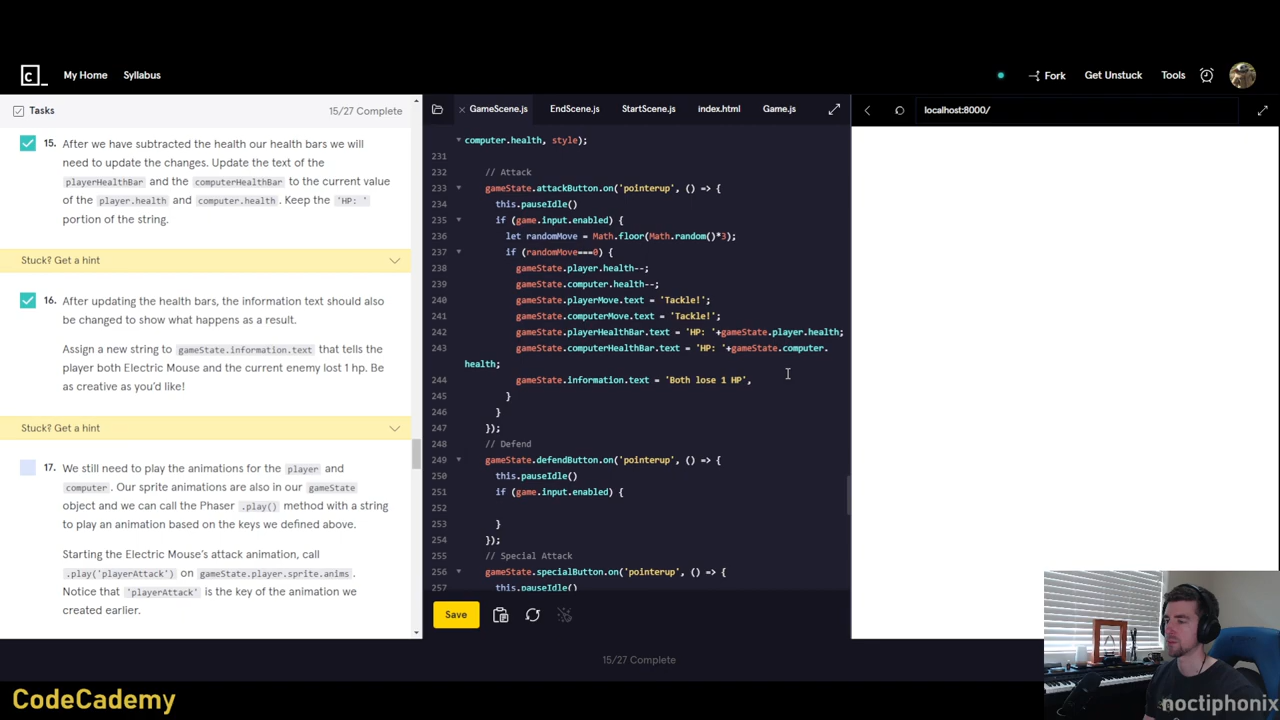 c_
My Home
Syllabus
Fork
Get Unstuck
Tools
Tasks
15/27 Complete
15. After we have subtracted the health our health bars we will
need to update the changes. Update the text of the
playerHealthBar and the computerHealthBar to the current value
of the player.health and computer.health. Keep the 'HP: '
portion of the string.
Stuck? Get a hint
16. After updating the health bars, the information text should also
be changed to show what happens as a result.
Assign a new string to gameState.information.text that tells the
player both Electric Mouse and the current enemy lost 1 hp. Be
as creative as you'd like!
Stuck? Get a hint
17. We still need to play the animations for the player and
computer. Our sprite animations are also in our gameState
object and we can call the Phaser .play() method with a string
to play an animation based on the keys we defined above.
Starting the Electric Mouse's attack animation, call
.play('playerAttack') on gameState.player.sprite.anims.
Notice that 'playerAttack' is the key of the animation we
created earlier.
GameScene.js
EndScene.js
StartScene.js
index.html
Game.js
computer.health, style);
231
232 // Attack
233 gameState.attackButton.on('pointerup', () => {
234 this.pauseIdle()
235 if (game.input.enabled) {
236 let randomMove = Math.floor(Math.random()*3);
237 if (randomMove===0) {
238 gameState.player.health--;
239 gameState.computer.health--;
240 gameState.playerMove.text = 'Tackle!';
241 gameState.computerMove.text = 'Tackle!';
242 gameState.playerHealthBar.text = 'HP: '+gameState.player.health;
243 gameState.computerHealthBar.text = 'HP: '+gameState.computer.
health;
244 gameState.information.text = 'Both lose 1 HP',
245 }
246 }
247 });
248 // Defend
249 gameState.defendButton.on('pointerup', () => {
250 this.pauseIdle()
251 if (game.input.enabled) {
252
253 }
254 });
255 // Special Attack
256 gameState.specialButton.on('pointerup', () => {
257 this.pauseIdle()
Save
15/27 Complete
localhost:8000/
CodeCademy
noctiphonix